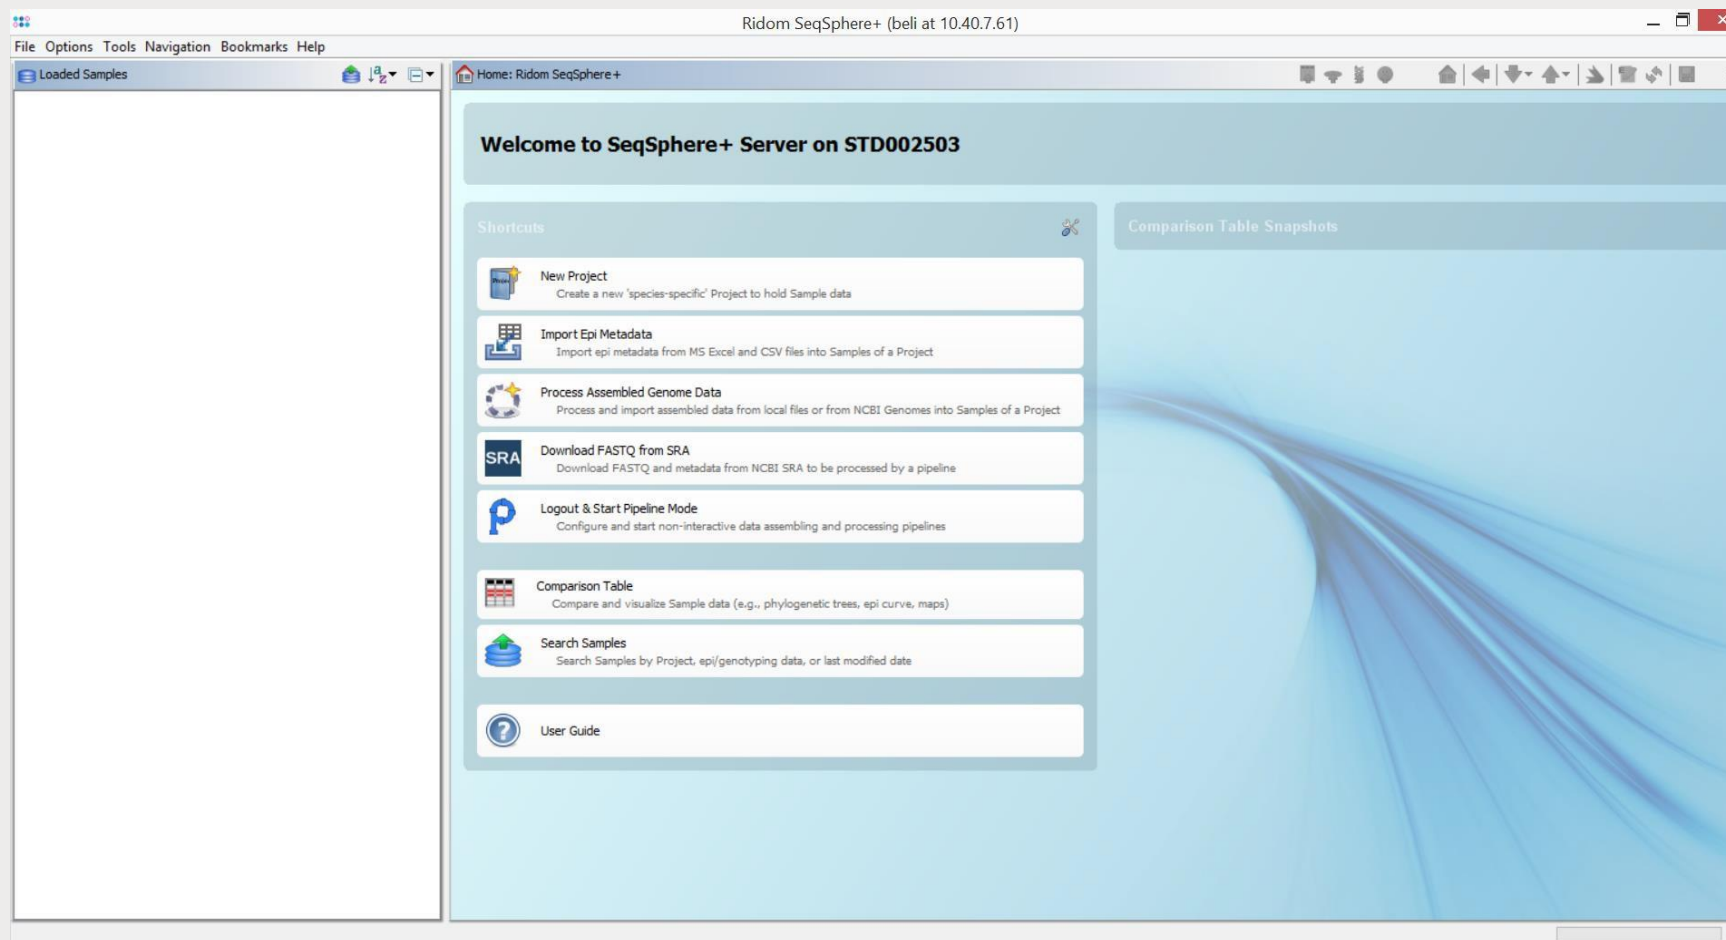 Ridom SeqSphere+ (beli at 10.40.7.61)
File Options Tools Navigation Bookmarks Help
Loaded Samples
Home: Ridom SeqSphere+
Welcome to SeqSphere+ Server on STD002503
Shortcuts
Comparison Table Snapshots
New Project
Create a new 'species-specific' Project to hold Sample data
Import Epi Metadata
Import epi metadata from MS Excel and CSV files into Samples of a Project
Process Assembled Genome Data
Process and import assembled data from local files or from NCBI Genomes into Samples of a Project
SRA
Download FASTQ from SRA
Download FASTQ and metadata from NCBI SRA to be processed by a pipeline
Logout & Start Pipeline Mode
Configure and start non-interactive data assembling and processing pipelines
Comparison Table
Compare and visualize Sample data (e.g., phylogenetic trees, epi curve, maps)
Search Samples
Search Samples by Project, epi/genotyping data, or last modified date
User Guide